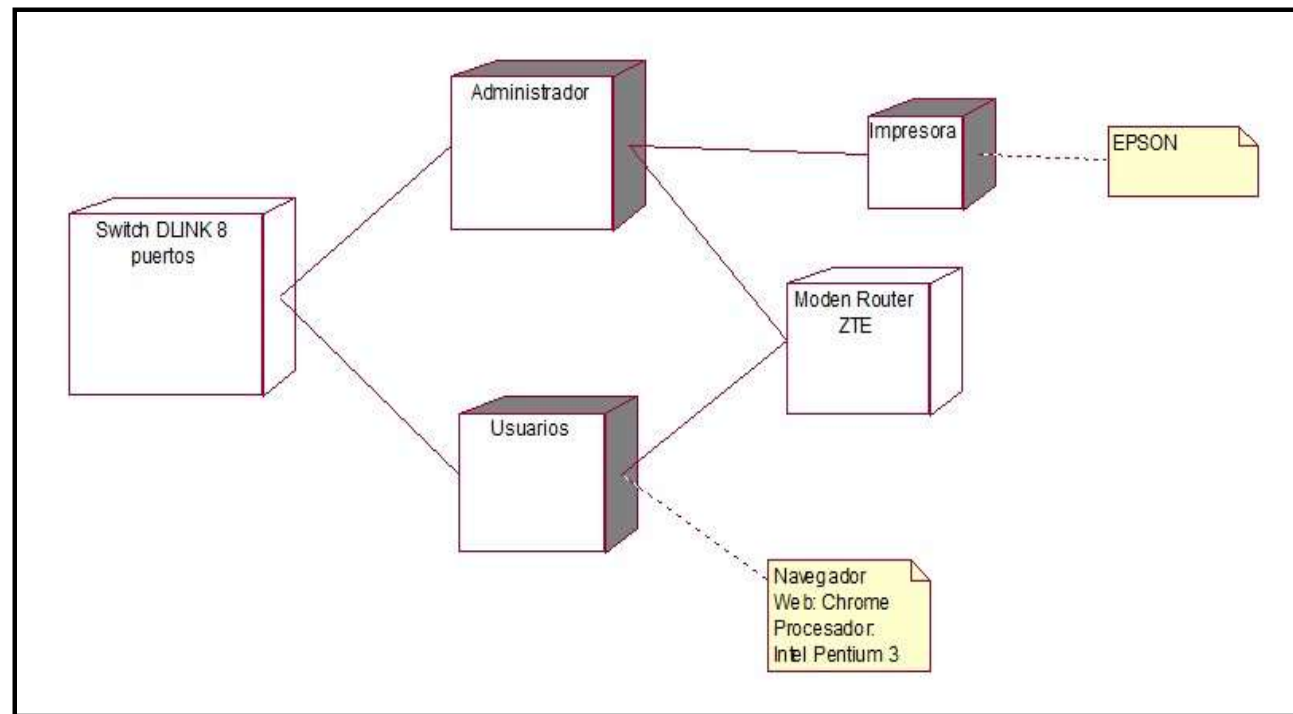 Administrador
Impresora
EPSON
Switch DLINK 8
puertos
Moden Router
ZTE
Usuarios
Navegador
Web: Chrome
Procesador:
Intel Pentium 3